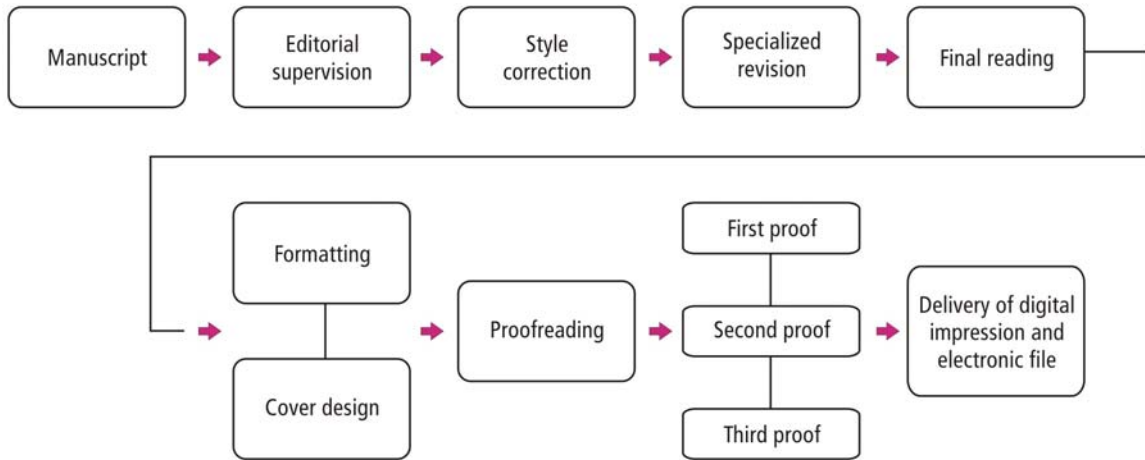 Manuscript
Editorial
supervision
Style
correction
Specialized
revision
Final reading
Formatting
Cover design
Proofreading
First proof
Second proof
Third proof
Delivery of digital
impression and
electronic file